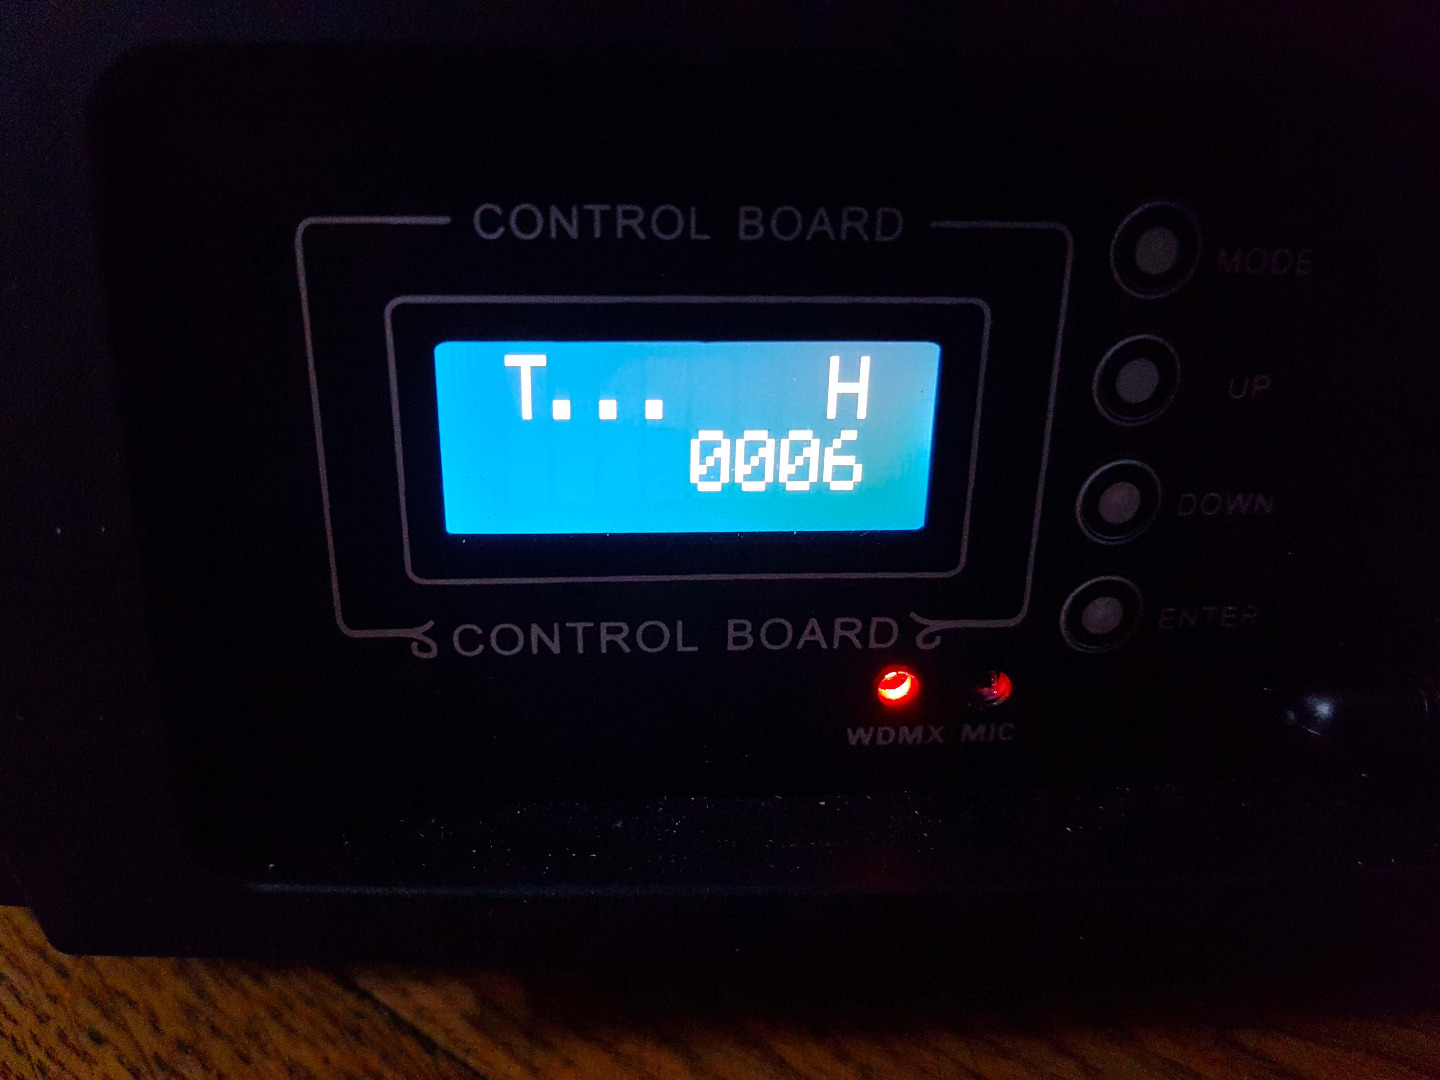 CONTROL BOARD
T... H
0006
CONTROL BOARD
MODE
UP
DOWN
ENTER
WDMX MIC